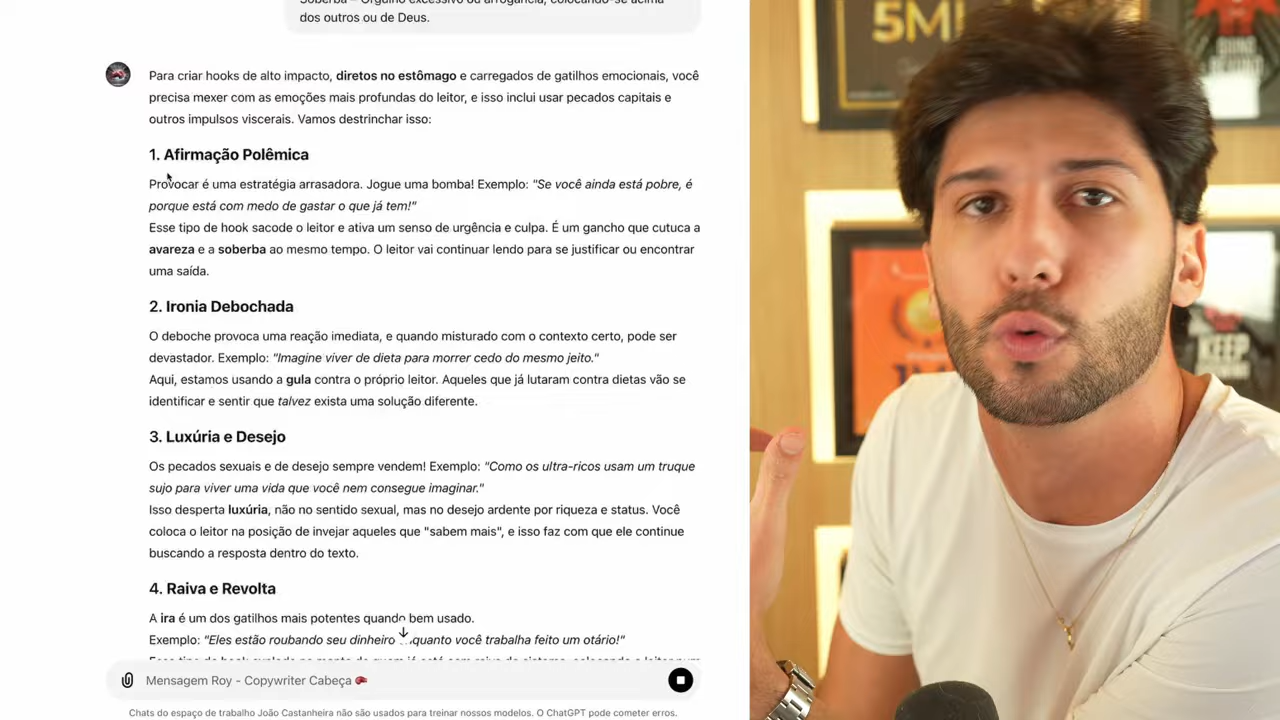 Soberba – Orgulho excessivo ou arrogância, colocando-se acima
dos outros ou de Deus.
Para criar hooks de alto impacto, diretos no estômago e carregados de gatilhos emocionais, você
precisa mexer com as emoções mais profundas do leitor, e isso inclui usar pecados capitais e
outros impulsos viscerais. Vamos destrinchar isso:
1. Afirmação Polêmica
Provocar é uma estratégia arrasadora. Jogue uma bomba! Exemplo: "Se você ainda está pobre, é
porque está com medo de gastar o que já tem!"
Esse tipo de hook sacode o leitor e ativa um senso de urgência e culpa. É um gancho que cutuca a
avareza e a soberba ao mesmo tempo. O leitor vai continuar lendo para se justificar ou encontrar
uma saída.
2. Ironia Debochada
O deboche provoca uma reação imediata, e quando misturado com o contexto certo, pode ser
devastador. Exemplo: "Imagine viver de dieta para morrer cedo do mesmo jeito."
Aqui, estamos usando a gula contra o próprio leitor. Aqueles que já lutaram contra dietas vão se
identificar e sentir que talvez exista uma solução diferente.
3. Luxúria e Desejo
Os pecados sexuais e de desejo sempre vendem! Exemplo: "Como os ultra-ricos usam um truque
sujo para viver uma vida que você nem consegue imaginar."
Isso desperta luxúria, não no sentido sexual, mas no desejo ardente por riqueza e status. Você
coloca o leitor na posição de invejar aqueles que "sabem mais", e isso faz com que ele continue
buscando a resposta dentro do texto.
4. Raiva e Revolta
A ira é um dos gatilhos mais potentes quando bem usado.
Exemplo: "Eles estão roubando seu dinheiro enquanto você trabalha feito um otário!"
Mensagem Roy - Copywriter Cabeça
Chats do espaço de trabalho João Castanheira não são usados para treinar nossos modelos. O ChatGPT pode cometer erros.
5M
KEEP